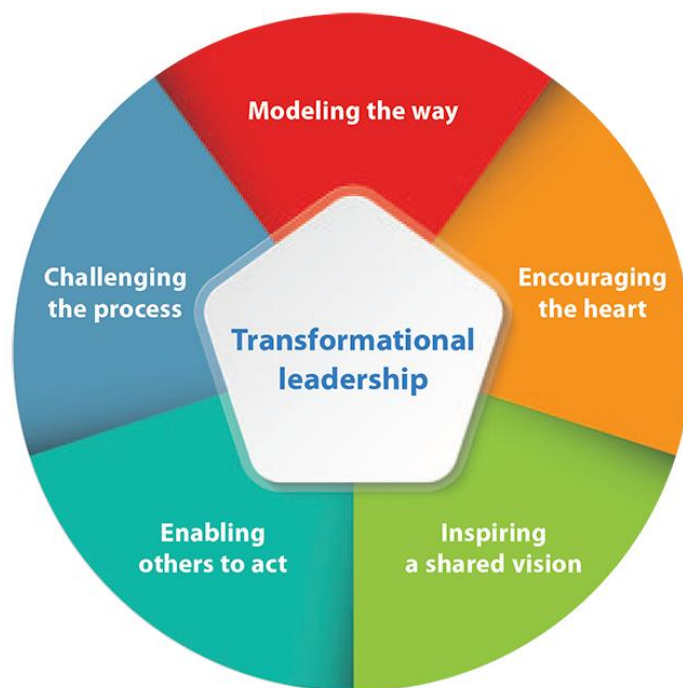 Modeling the way
Encouraging
the heart
Inspiring
a shared vision
Enabling
others to act
Challenging
the process
Transformational
leadership